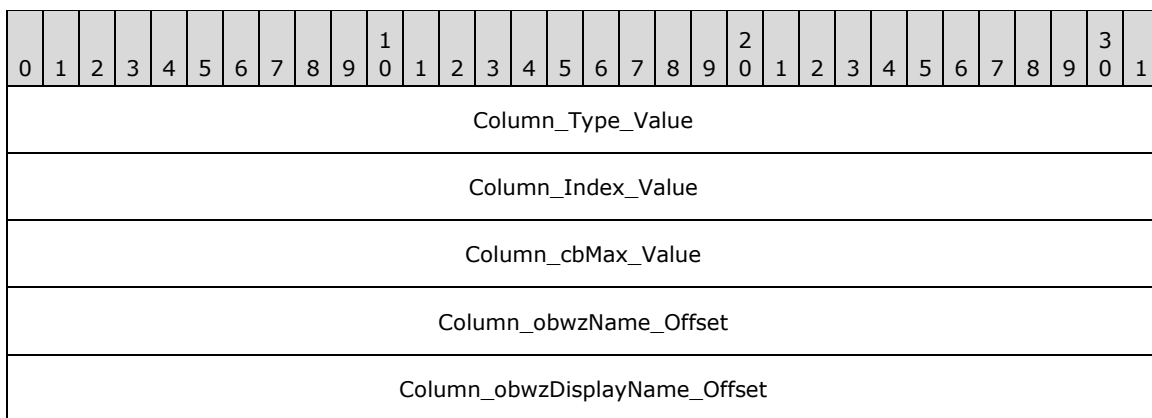 1 2 3
0 1 2 3 4 5 6 7 8 9 0 1 2 3 4 5 6 7 8 9 0 1 2 3 4 5 6 7 8 9 0 1
Column_Type_Value
Column_Index_Value
Column_cbMax_Value
Column_obwzName_Offset
Column_obwzDisplayName_Offset